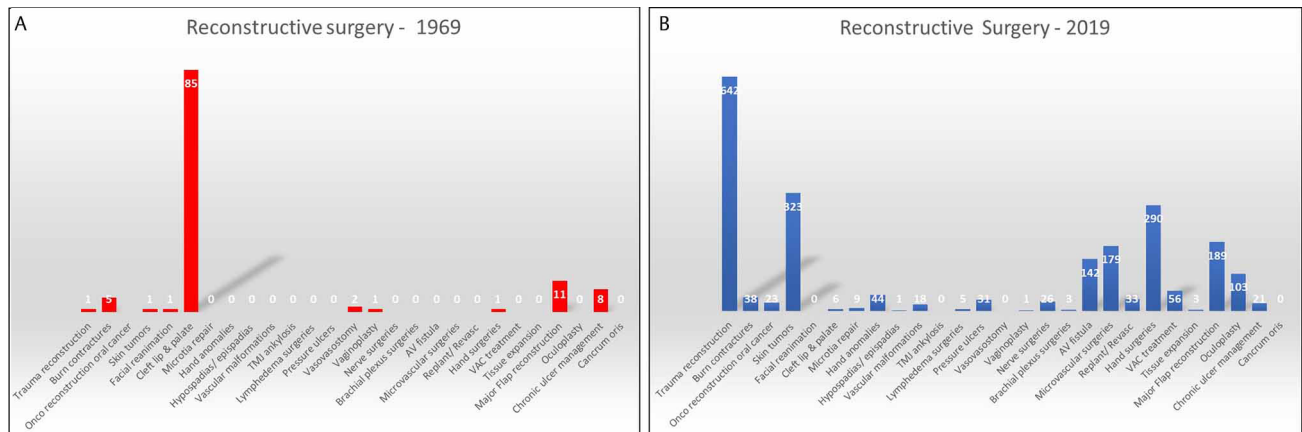 A
Reconstructive surgery - 1969
1 5 1 1 85 0 0 0 0 0 0 0 2 1 0 0 0 0 0 1 0 0 11 0 8 0
Trauma reconstruction
Burn contractures
Onco reconstruction oral cancer
Skin tumors
Facial reanimation
Cleft lip & palate
Microtia repair
Hand anomalies
Hypospadias/ epispadias
Vascular malformations
TMJ ankylosis
Lymphedema surgeries
Pressure ulcers
Vasovasostomy
Vaginoplasty
Nerve surgeries
Brachial plexus surgeries
AV fistula
Microvascular surgeries
Replant/ Revasc
Hand surgeries
VAC treatment
Tissue expansion
Major Flap reconstruction
Oculoplasty
Chronic ulcer management
Cancrum oris
B
Reconstructive Surgery - 2019
642 38 23 323 0 6 9 44 1 18 0 5 31 0 1 26 3 142 179 33 290 56 3 189 103 21 0
Trauma reconstruction
Burn contractures
Onco reconstruction oral cancer
Skin tumors
Facial reanimation
Cleft lip & palate
Microtia repair
Hand anomalies
Hypospadias/ epispadias
Vascular malformations
TMJ ankylosis
Lymphedema surgeries
Pressure ulcers
Vasovasostomy
Vaginoplasty
Nerve surgeries
Brachial plexus surgeries
AV fistula
Microvascular surgeries
Replant/ Revasc
Hand surgeries
VAC treatment
Tissue expansion
Major Flap reconstruction
Oculoplasty
Chronic ulcer management
Cancrum oris